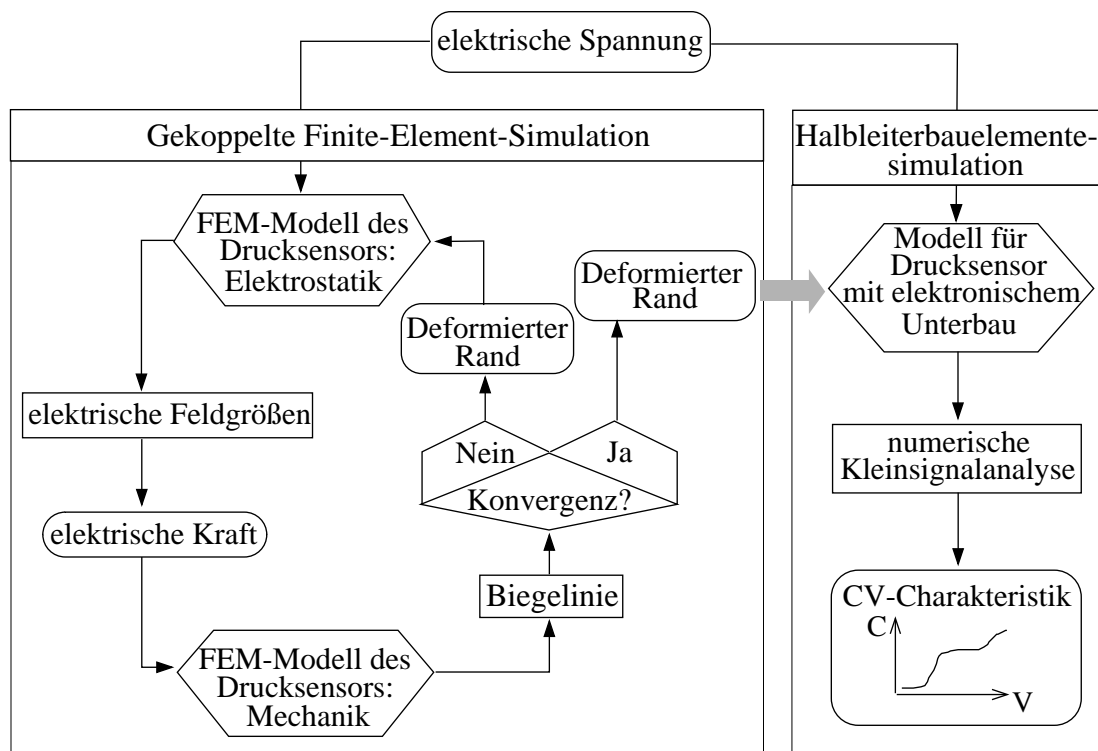 elektrische Spannung
Gekoppelte Finite-Element-Simulation
FEM-Modell des
Drucksensors:
Elektrostatik
elektrische Feldgrößen
elektrische Kraft
FEM-Modell des
Drucksensors:
Mechanik
Biegelinie
Konvergenz?
Nein
Ja
Deformierter
Rand
Deformierter
Rand
Halbleiterbauelemente-
simulation
Modell für
Drucksensor
mit elektronischem
Unterbau
numerische
Kleinsignalanalyse
CV-Charakteristik
C
V